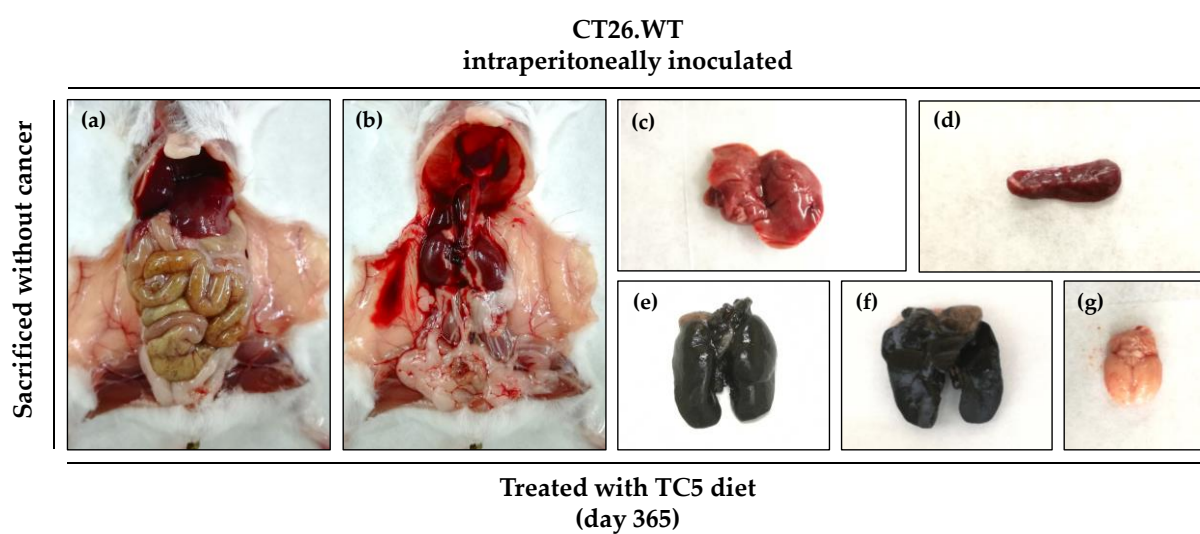 CT26.WT
intraperitoneally inoculated
Sacrificed without cancer
(a)
(b)
(c)
(d)
(e)
(f)
(g)
Treated with TC5 diet
(day 365)